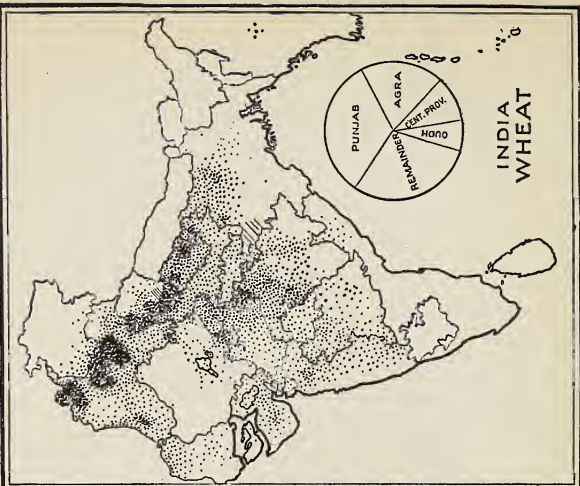 PUNJAB
AGRA
CENT. PROV.
OUDH
REMAINDER
INDIA
WHEAT